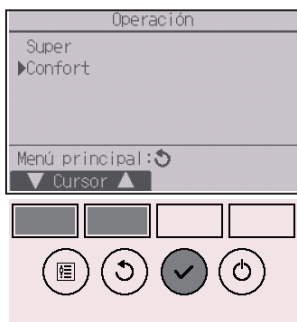 Operación
Super
▶Confort
Menú principal:↺
▼ Cursor ▲